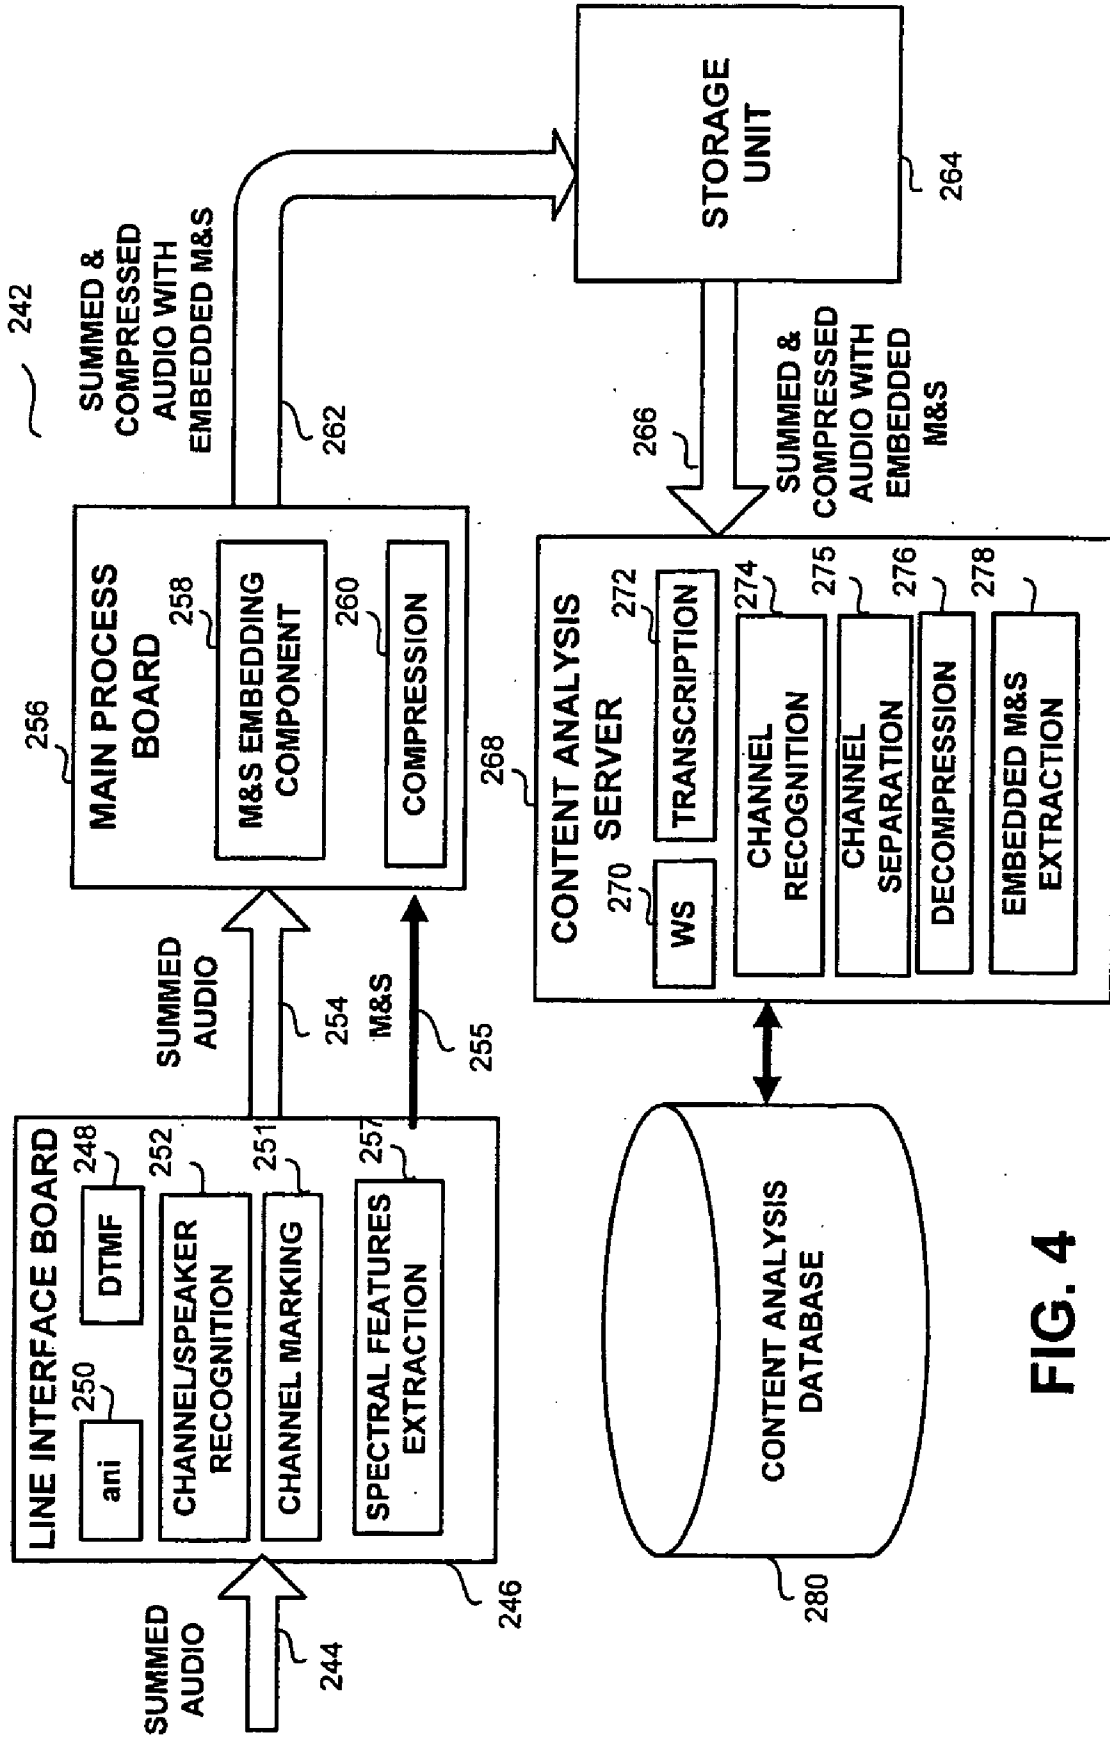 242
SUMMED
AUDIO
244
LINE INTERFACE BOARD
246
ani
250
DTMF
248
CHANNEL/SPEAKER
RECOGNITION
252
CHANNEL MARKING
251
SPECTRAL FEATURES
EXTRACTION
257
SUMMED
AUDIO
254
M&S
255
256
MAIN PROCESS
BOARD
258
M&S EMBEDDING
COMPONENT
260
COMPRESSION
SUMMED &
COMPRESSED
AUDIO WITH
EMBEDDED M&S
262
STORAGE
UNIT
264
266
SUMMED &
COMPRESSED
AUDIO WITH
EMBEDDED
M&S
268
CONTENT ANALYSIS
SERVER
270
WS
272
TRANSCRIPTION
274
CHANNEL
RECOGNITION
275
CHANNEL
SEPARATION
276
DECOMPRESSION
278
EMBEDDED M&S
EXTRACTION
CONTENT ANALYSIS
DATABASE
280
FIG. 4